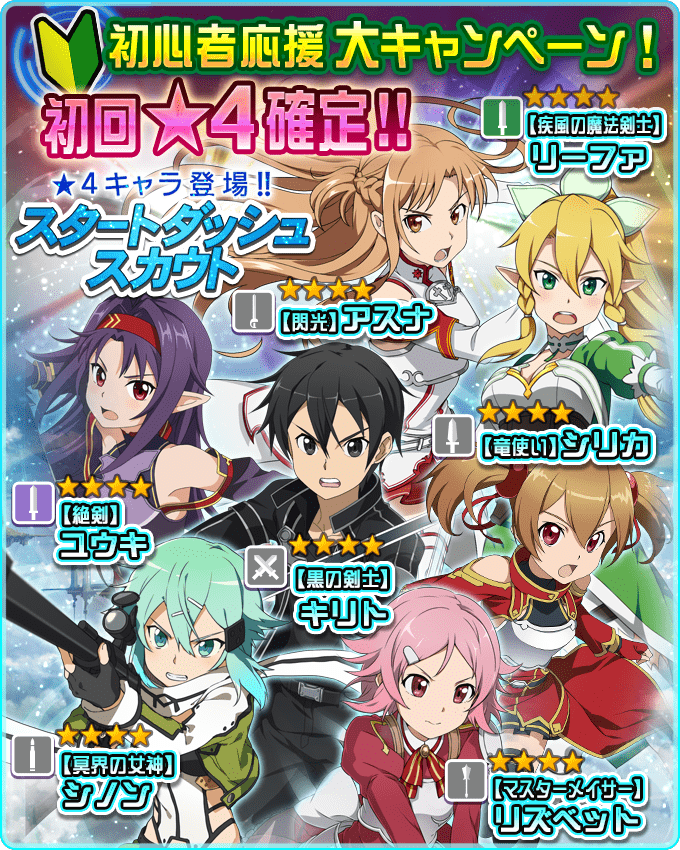 初心者応援 大キャンペーン!
初回★4確定!!
★4キャラ登場!!
スタートダッシュ
スカウト
★★★★
【疾風の魔法剣士】
リーファ
★★★★
【閃光】アスナ
★★★★
【竜使い】シリカ
★★★★
【絶剣】
ユウキ
★★★★
【黒の剣士】
キリト
★★★★
【冥界の女神】
シノン
★★★★
【マスターメイサー】
リズベット